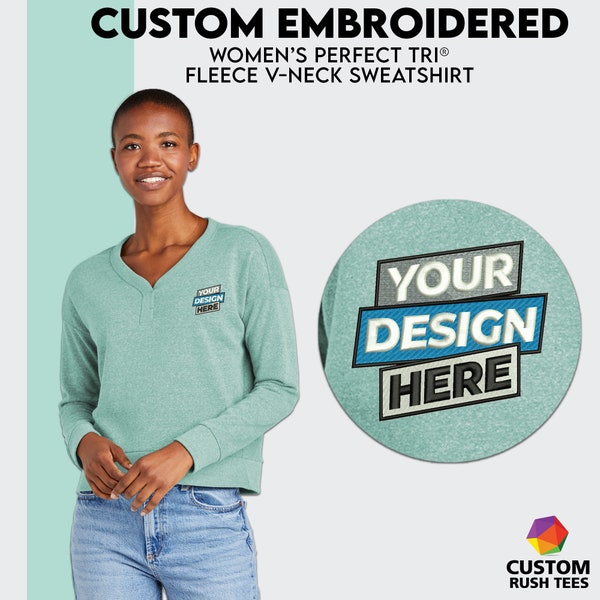 CUSTOM EMBROIDERED
WOMEN'S PERFECT TRI®
FLEECE V-NECK SWEATSHIRT
YOUR
DESIGN
HERE
YOUR
DESIGN
HERE
CUSTOM
RUSH TEES